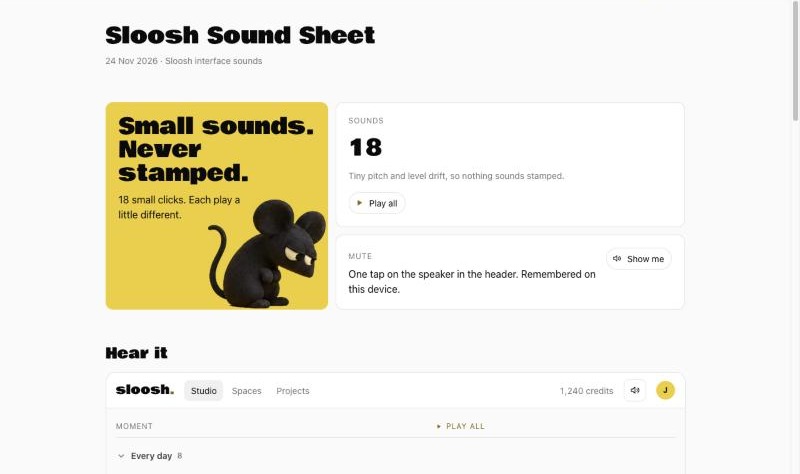 Sloosh Sound Sheet
24 Nov 2026 · Sloosh interface sounds
Small sounds.
Never
stamped.
18 small clicks. Each play a
little different.
SOUNDS
18
Tiny pitch and level drift, so nothing sounds stamped.
Play all
MUTE
Show me
One tap on the speaker in the header. Remembered on
this device.
Hear it
sloosh. Studio Spaces Projects 1,240 credits J
MOMENT PLAY ALL
Every day 8